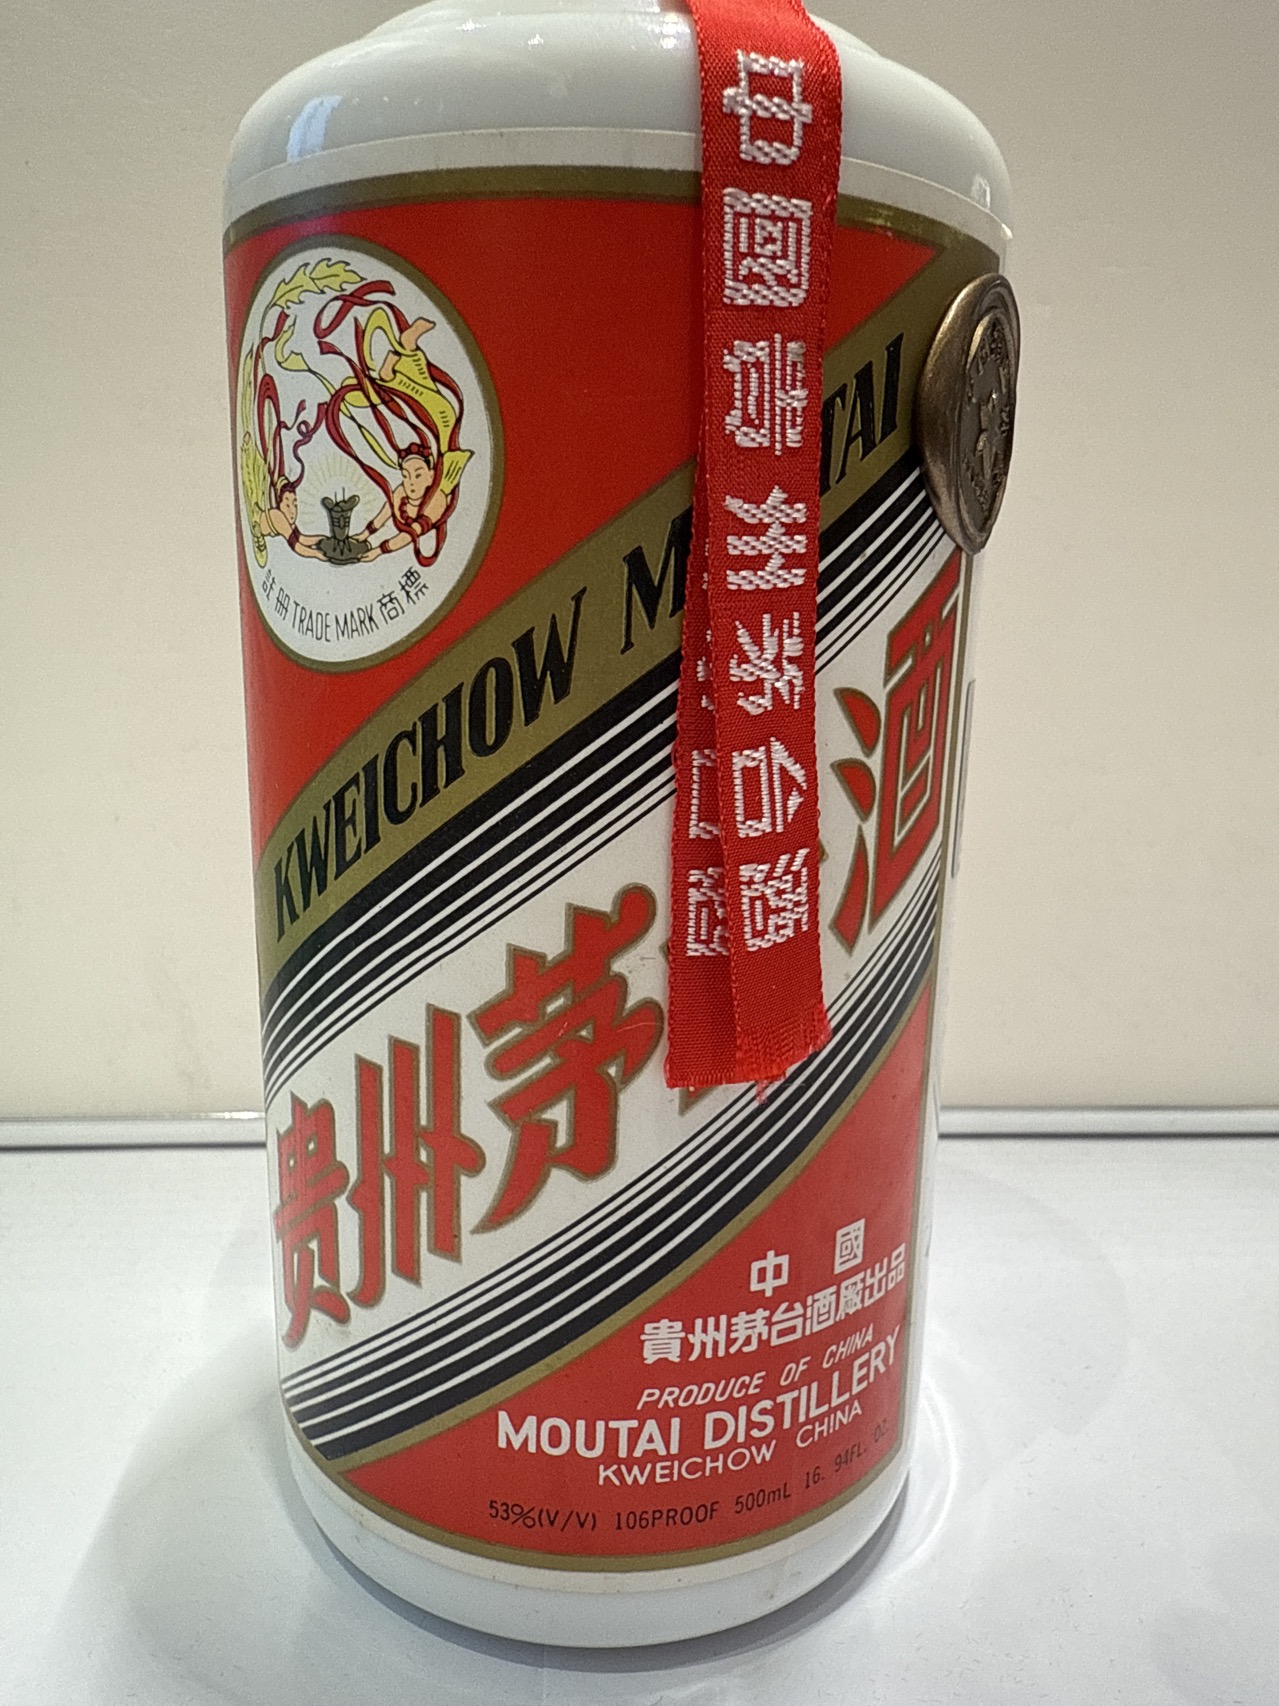 中國貴州茅台酒
註冊 TRADE MARK 商標
KWEICHOW M TAI
贵州茅 酒
中國
貴州茅台酒廠出品
PRODUCE OF CHINA
MOUTAI DISTILLERY
KWEICHOW CHINA
53%(V/V) 106PROOF 500mL 16. 94FL. OZ.